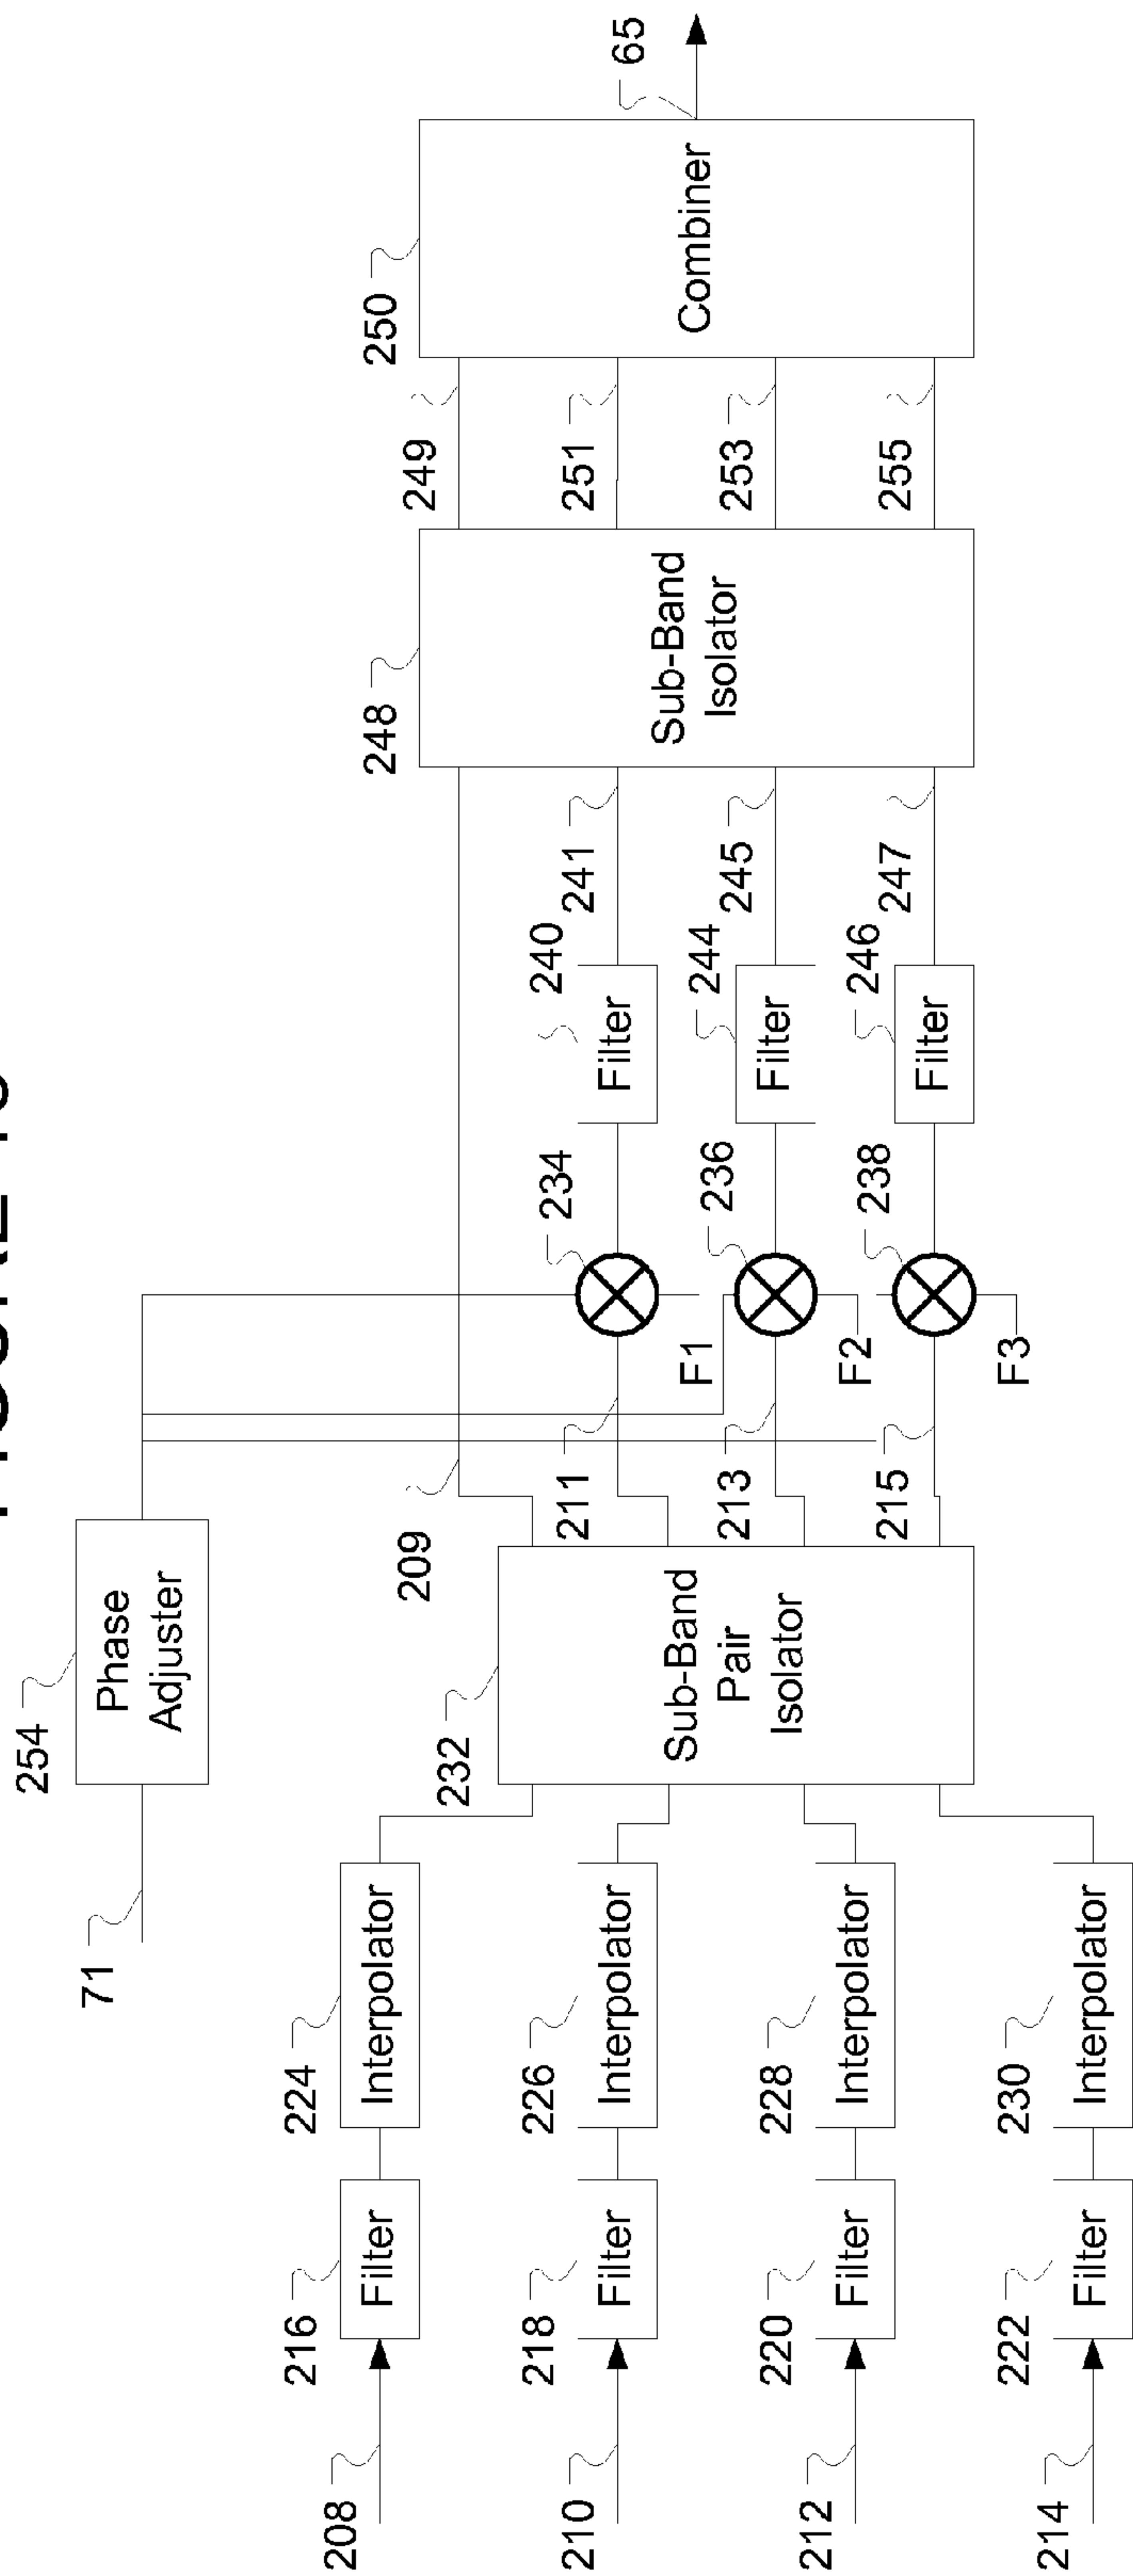 254
71
Phase
Adjuster
208
216
Filter
224
Interpolator
210
218
Filter
226
Interpolator
212
220
Filter
228
Interpolator
214
222
Filter
230
Interpolator
232
Sub-Band
Pair
Isolator
209
211
213
215
234
F1
236
F2
238
F3
240
Filter
241
244
Filter
245
246
Filter
247
248
Sub-Band
Isolator
249
251
253
255
250
Combiner
65